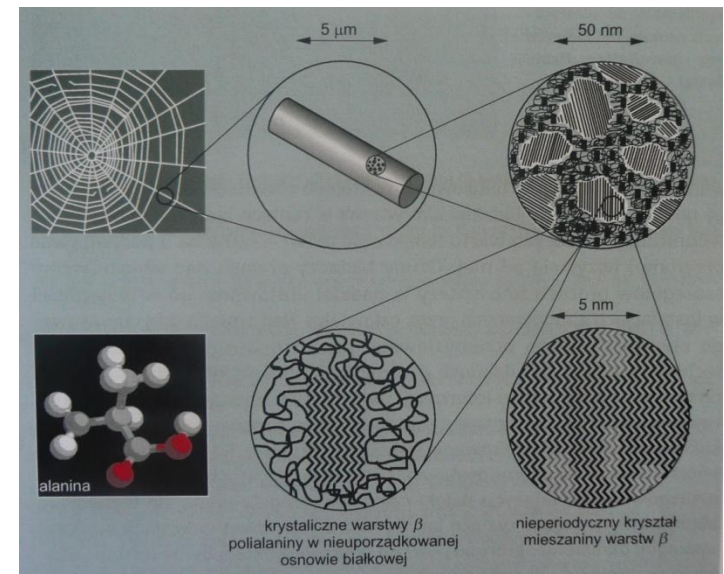 5 μm
50 nm
5 nm
alanina
krystaliczne warstwy β
polialaniny w nieuporządkowanej
osnowie białkowej
nieperiodyczny kryształ
mieszaniny warstw β